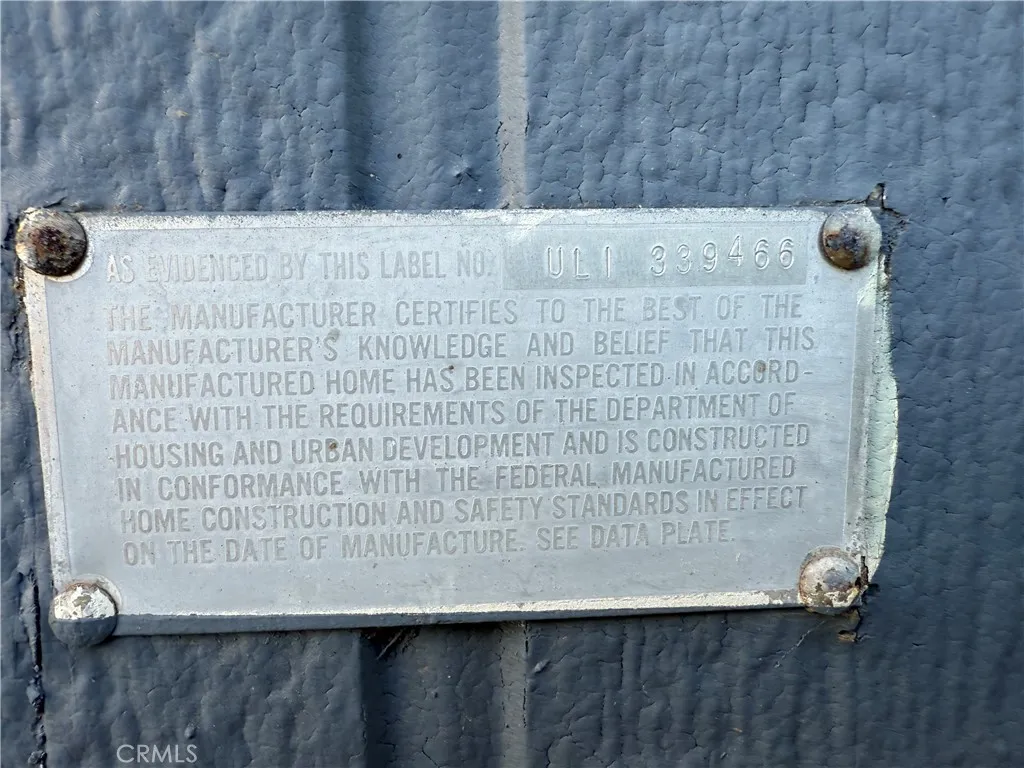 AS EVIDENCED BY THIS LABEL NO. ULI 339466
THE MANUFACTURER CERTIFIES TO THE BEST OF THE
MANUFACTURER'S KNOWLEDGE AND BELIEF THAT THIS
MANUFACTURED HOME HAS BEEN INSPECTED IN ACCORD-
ANCE WITH THE REQUIREMENTS OF THE DEPARTMENT OF
HOUSING AND URBAN DEVELOPMENT AND IS CONSTRUCTED
IN CONFORMANCE WITH THE FEDERAL MANUFACTURED
HOME CONSTRUCTION AND SAFETY STANDARDS IN EFFECT
ON THE DATE OF MANUFACTURE. SEE DATA PLATE.
CRMLS